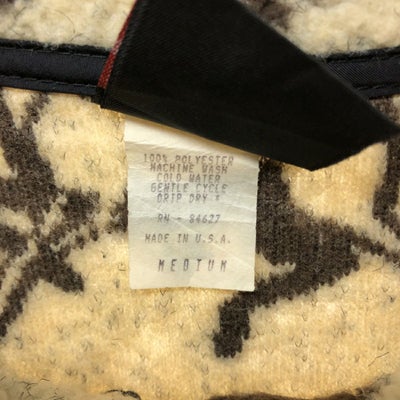 100% POLYESTER
MACHINE WASH
COLD WATER
GENTLE CYCLE
DRIP DRY *
RN - 84627
MADE IN U.S.A.
MEDIUM